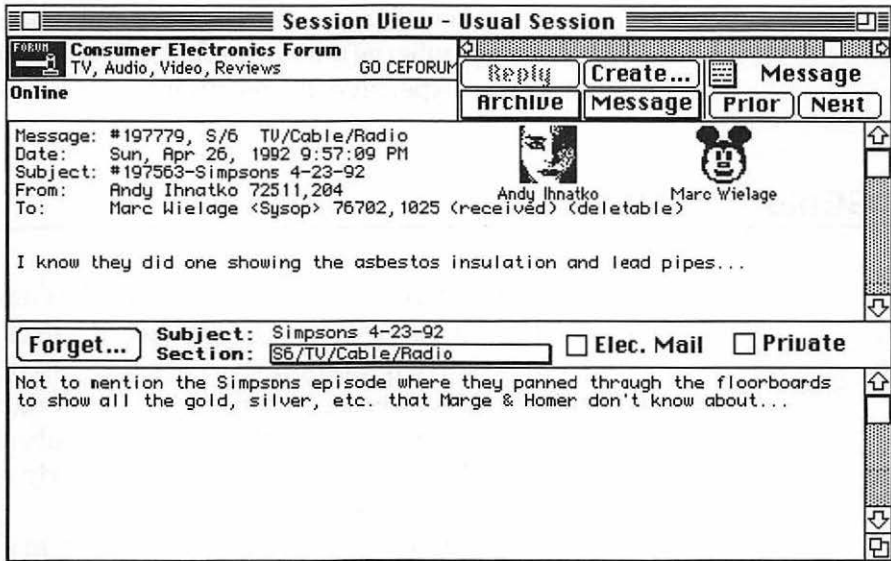 Session View - Usual Session
FORUM
Consumer Electronics Forum
TV, Audio, Video, Reviews GO CEFORUM
Online
Reply Create... Message
Archive Message Prior Next
Message: #197779, S/6 TV/Cable/Radio
Date: Sun, Apr 26, 1992 9:57:09 PM
Subject: #197563-Simpsons 4-23-92
From: Andy Ihnatko 72511,204
To: Marc Wielage <Sysop> 76702,1025 (received) (deletable)
Andy Ihnatko Marc Wielage
I know they did one showing the asbestos insulation and lead pipes...
Forget... Subject: Simpsons 4-23-92
Section: S6/TV/Cable/Radio Elec. Mail Private
Not to mention the Simpsons episode where they panned through the floorboards
to show all the gold, silver, etc. that Marge & Homer don't know about...